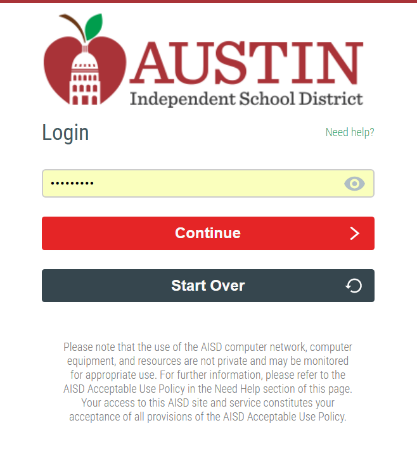 AUSTIN
Independent School District
Login
Need help?
•••••••••
Continue
Start Over
Please note that the use of the AISD computer network, computer
equipment, and resources are not private and may be monitored
for appropriate use. For further information, please refer to the
AISD Acceptable Use Policy in the Need Help section of this page.
Your access to this AISD site and service constitutes your
acceptance of all provisions of the AISD Acceptable Use Policy.